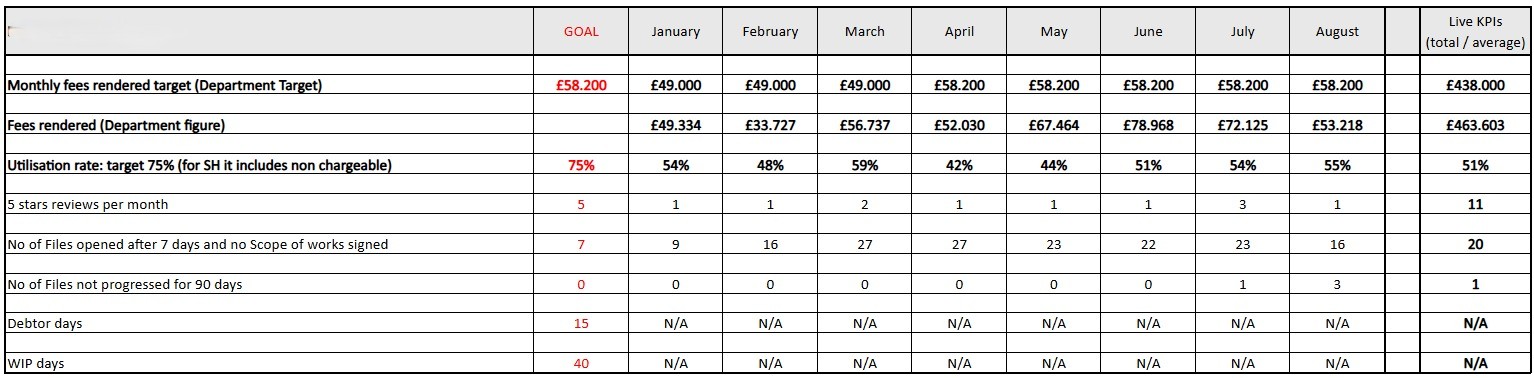 GOAL January February March April May June July August Live KPIs
(total / average)
Monthly fees rendered target (Department Target) £58.200 £49.000 £49.000 £49.000 £58.200 £58.200 £58.200 £58.200 £58.200 £438.000
Fees rendered (Department figure) £49.334 £33.727 £56.737 £52.030 £67.464 £78.968 £72.125 £53.218 £463.603
Utilisation rate: target 75% (for SH it includes non chargeable) 75% 54% 48% 59% 42% 44% 51% 54% 55% 51%
5 stars reviews per month 5 1 1 2 1 1 1 3 1 11
No of Files opened after 7 days and no Scope of works signed 7 9 16 27 27 23 22 23 16 20
No of Files not progressed for 90 days 0 0 0 0 0 0 0 1 3 1
Debtor days 15 N/A N/A N/A N/A N/A N/A N/A N/A N/A
WIP days 40 N/A N/A N/A N/A N/A N/A N/A N/A N/A